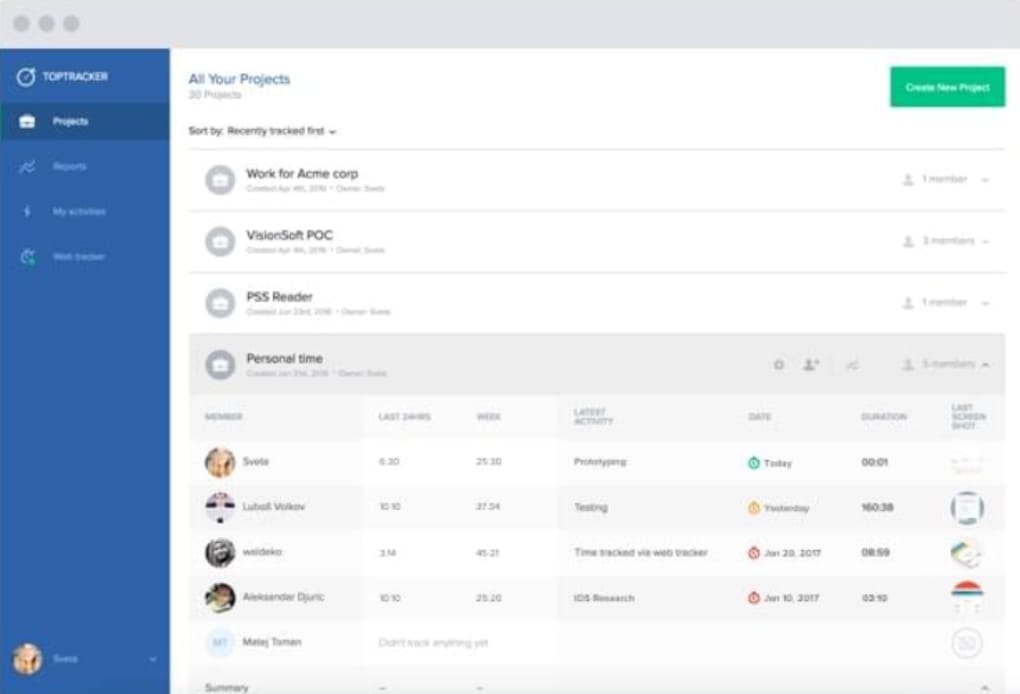 TOPTRACKER
Projects
Reports
My activities
Web tracker
Sveta
All Your Projects
20 Projects
Create New Project
Sort by: Recently tracked first
Work for Acme corp
Created Apr 4th, 2016 • Owner: Sveta
1 member
VisionSoft POC
Created Apr 4th, 2016 • Owner: Sveta
3 members
PSS Reader
Created Jun 23rd, 2016 • Owner: Sveta
1 member
Personal time
Created Jan 21st, 2016 • Owner: Sveta
5 members
MEMBER LAST 24HRS WEEK LATEST ACTIVITY DATE DURATION LAST SCREEN SHOT
Sveta 6:30 25:30 Prototyping Today 00:01
Luboš Volkov 10:10 37:34 Testing Yesterday 160:38
waldeko 3:14 45:21 Time tracked via web tracker Jan 20, 2017 08:59
Aleksandar Djuric 10:10 25:20 IOS Research Jan 10, 2017 03:10
MT Matej Toman Didn't track anything yet
Summary – –